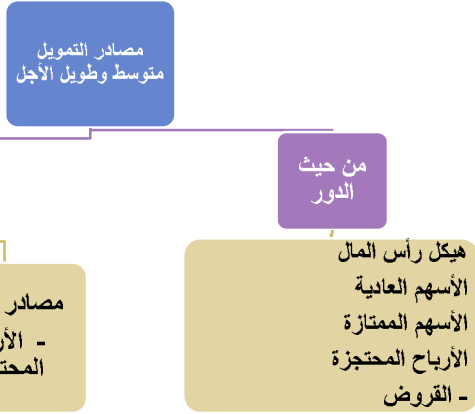 مصادر التمويل
متوسط وطويل الأجل
من حيث
الدور
هيكل رأس المال
الأسهم العادية
الأسهم الممتازة
الأرباح المحتجزة
- القروض
مصادر
-